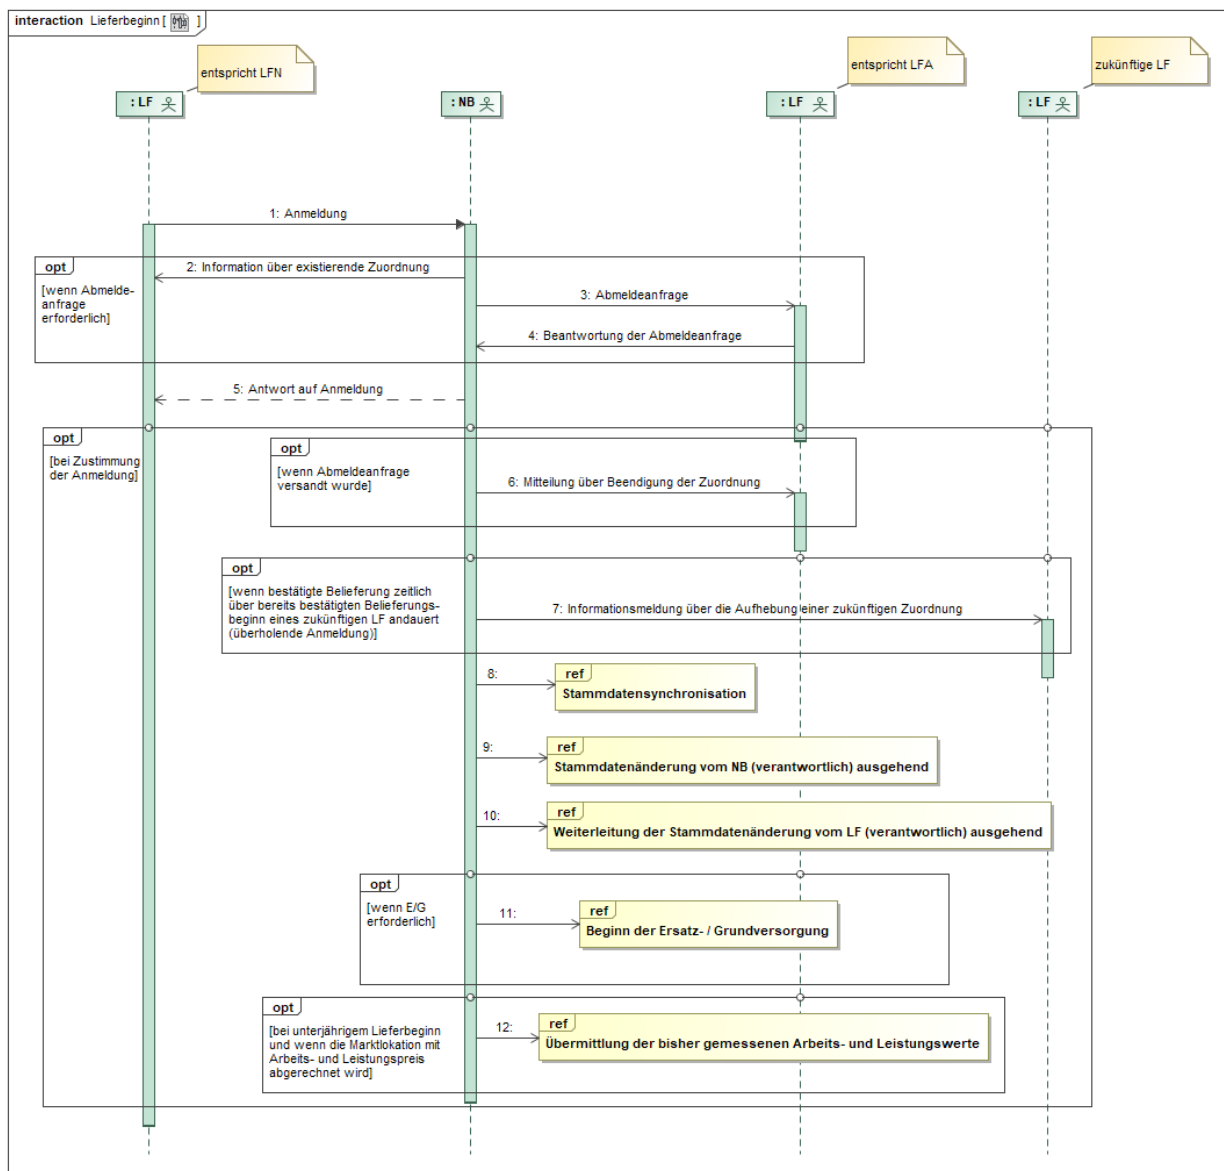 interaction Lieferbeginn [ ]
entspricht LFN
entspricht LFA
zukünftige LF
: LF
: NB
: LF
: LF
1: Anmeldung
opt
[wenn Abmelde-
anfrage
erforderlich]
2: Information über existierende Zuordnung
3: Abmeldeanfrage
4: Beantwortung der Abmeldeanfrage
5: Antwort auf Anmeldung
opt
[bei Zustimmung
der Anmeldung]
opt
[wenn Abmeldeanfrage
versandt wurde]
6: Mitteilung über Beendigung der Zuordnung
opt
[wenn bestätigte Belieferung zeitlich
über bereits bestätigten Belieferungs-
beginn eines zukünftigen LF andauert
(überholende Anmeldung)]
7: Informationsmeldung über die Aufhebung einer zukünftigen Zuordnung
8:
ref
Stammdatensynchronisation
9:
ref
Stammdatenänderung vom NB (verantwortlich) ausgehend
10:
ref
Weiterleitung der Stammdatenänderung vom LF (verantwortlich) ausgehend
opt
[wenn E/G
erforderlich]
11:
ref
Beginn der Ersatz- / Grundversorgung
opt
[bei unterjährigem Lieferbeginn
und wenn die Marktlokation mit
Arbeits- und Leistungspreis
abgerechnet wird]
12:
ref
Übermittlung der bisher gemessenen Arbeits- und Leistungswerte